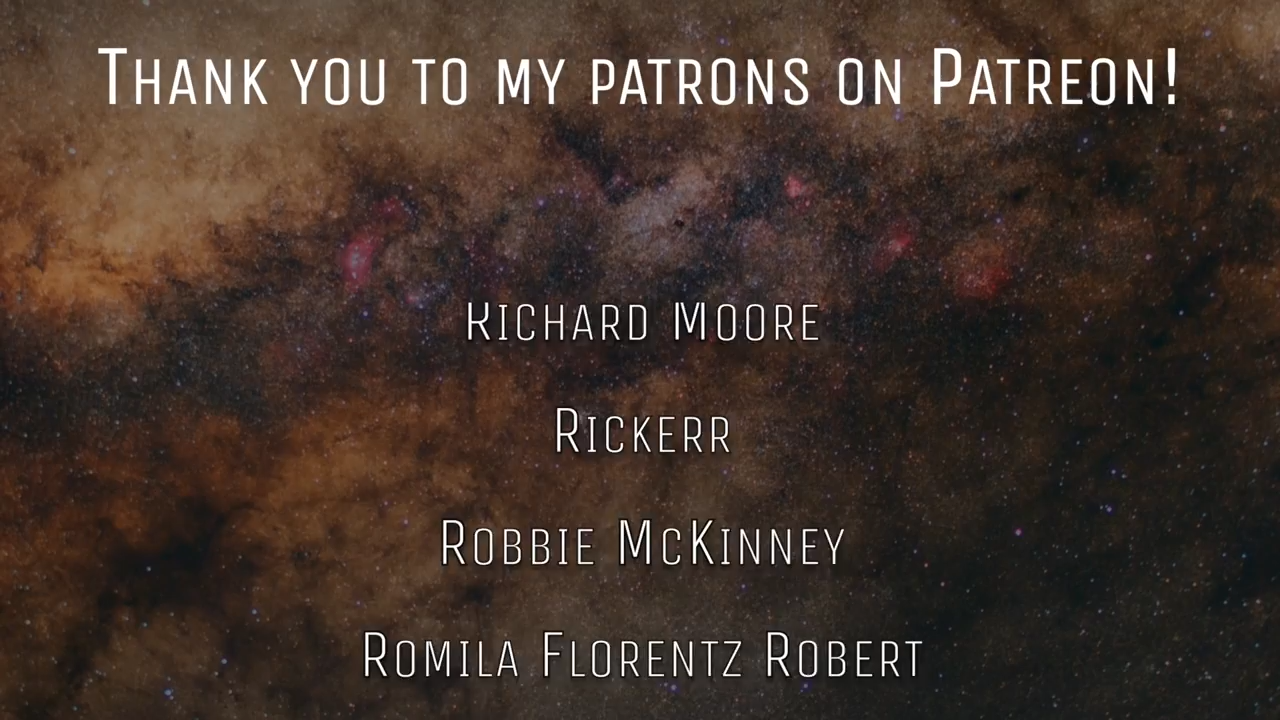 Thank you to my patrons on Patreon!
Richard Moore
Rickerr
Robbie McKinney
Romila Florentz Robert